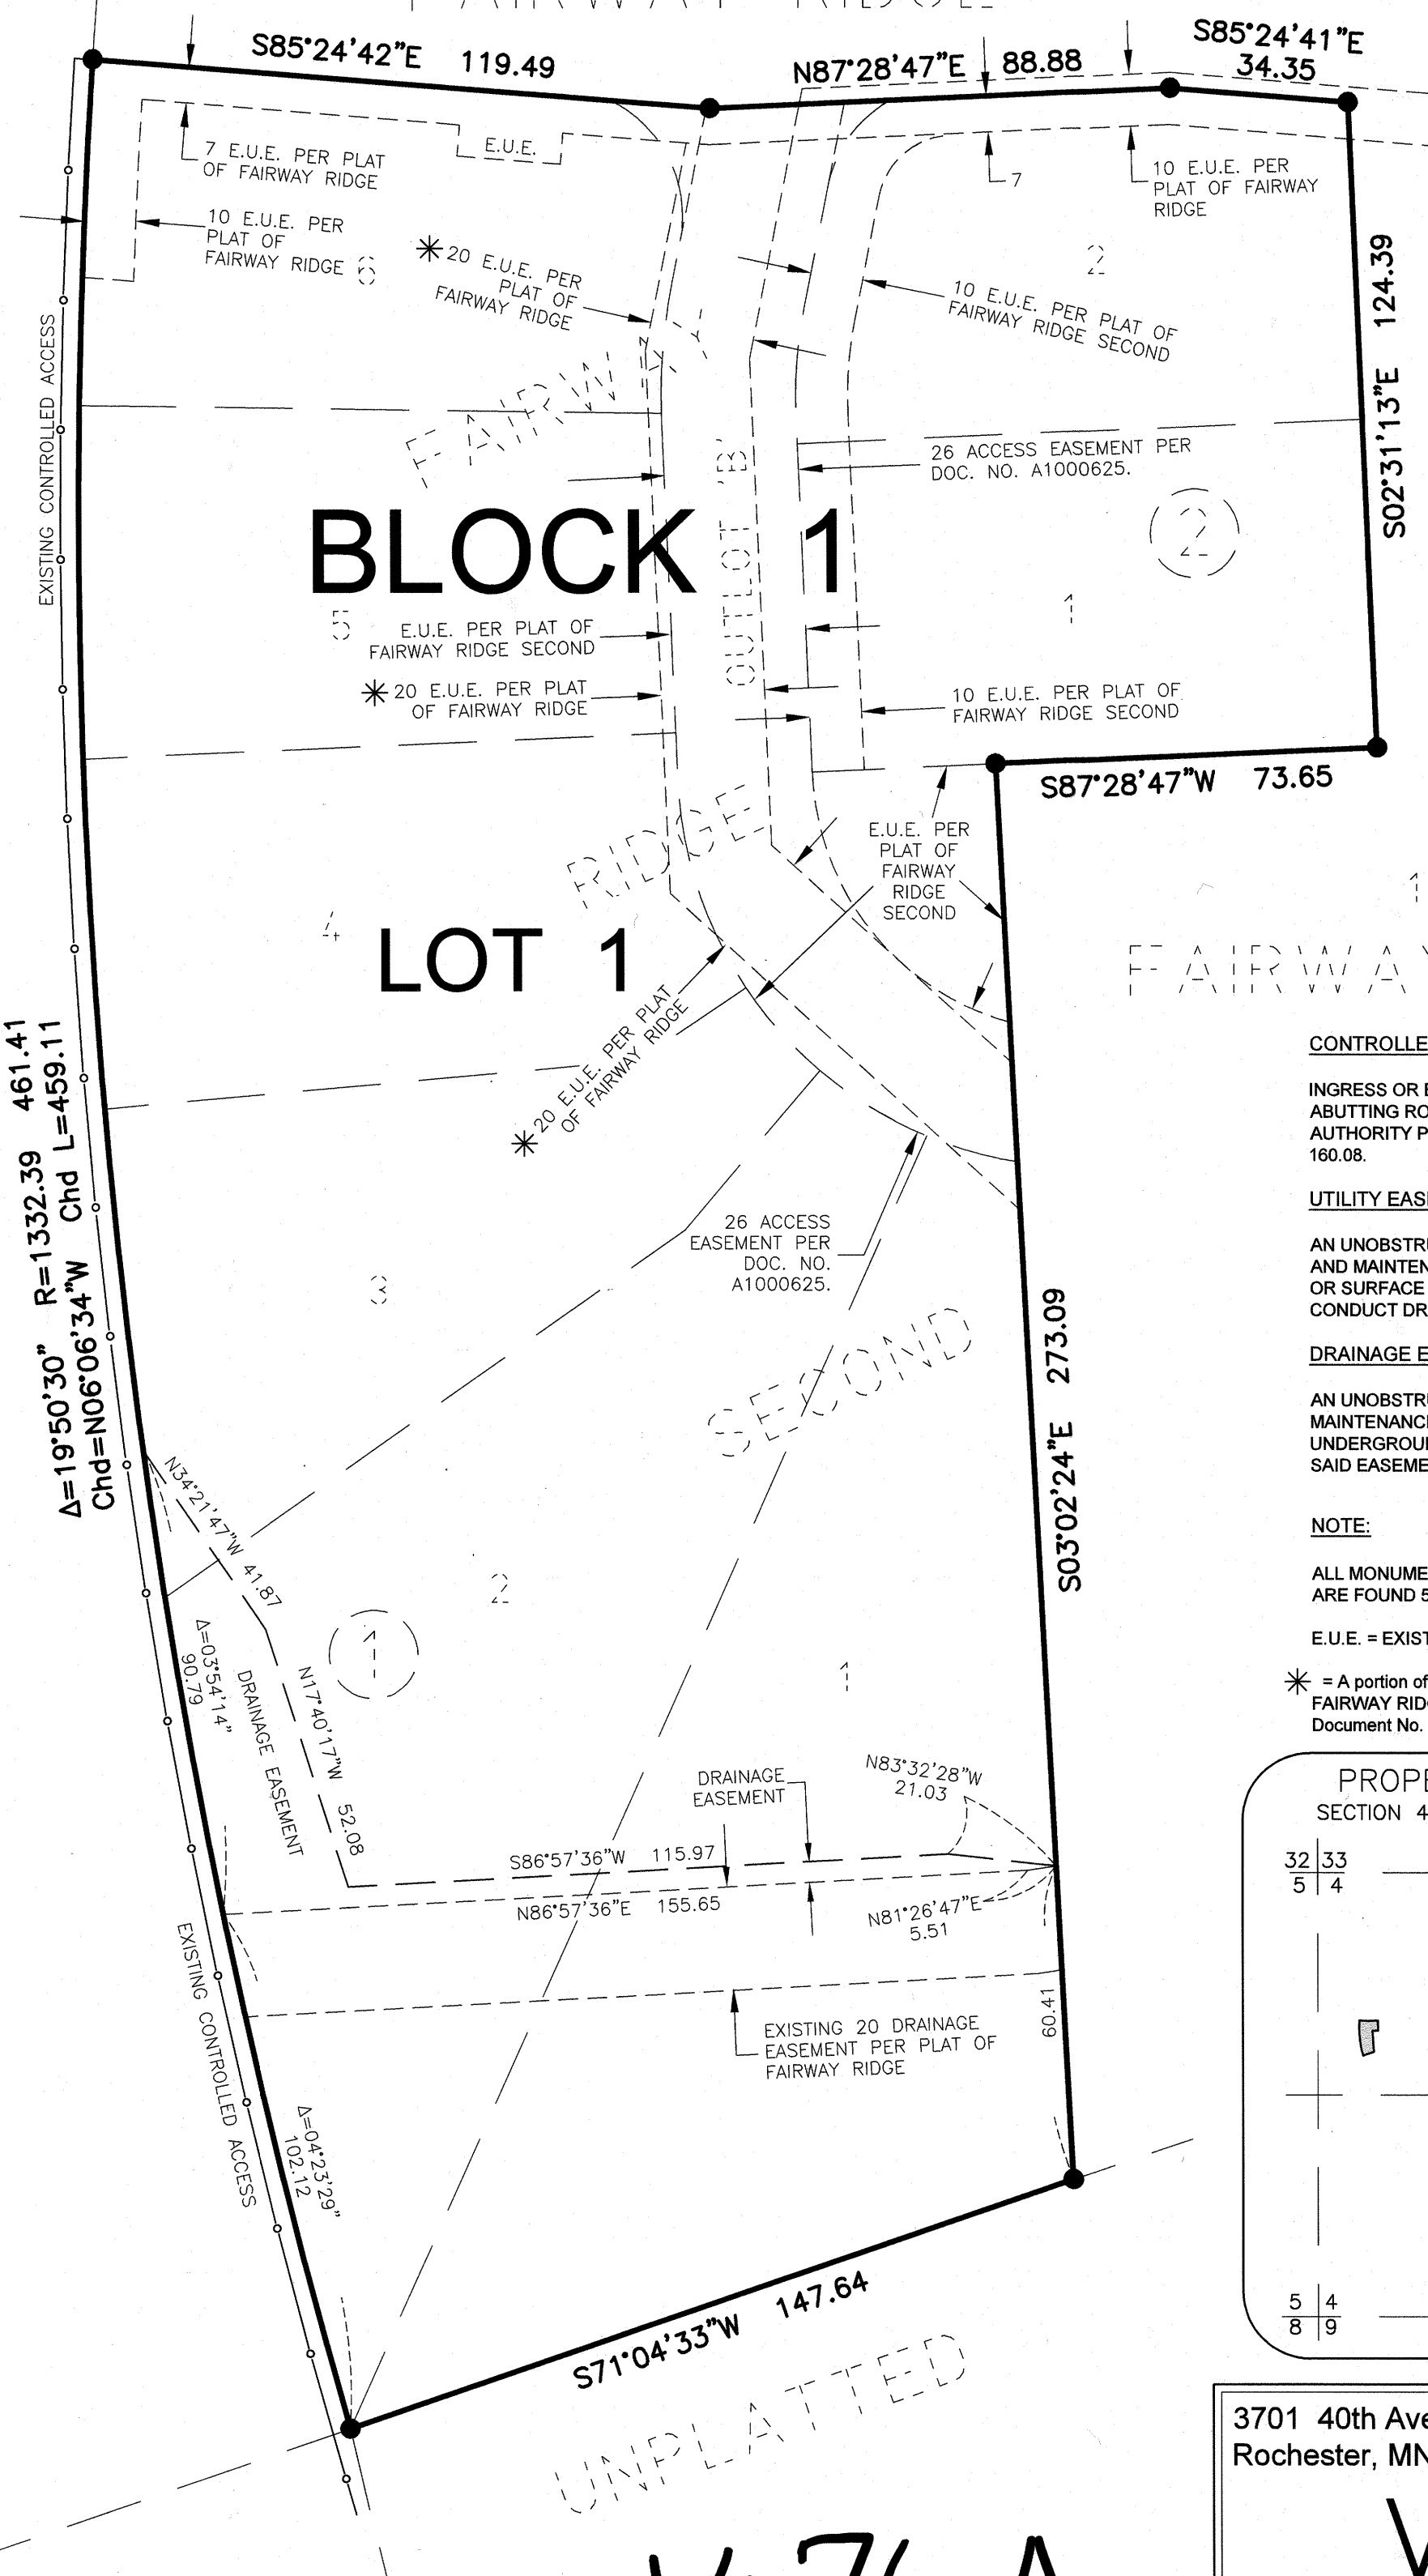 FAIRWAY RIDGE
S85°24'42"E 119.49
N87°28'47"E 88.88
S85°24'41"E
34.35
7 E.U.E. PER PLAT
OF FAIRWAY RIDGE
E.U.E.
7
10 E.U.E. PER
PLAT OF FAIRWAY
RIDGE
10 E.U.E. PER
PLAT OF
FAIRWAY RIDGE
6
✳ 20 E.U.E. PER
PLAT OF
FAIRWAY RIDGE
2
10 E.U.E. PER PLAT OF
FAIRWAY RIDGE SECOND
S02°31'13"E 124.39
EXISTING CONTROLLED ACCESS
FAIRWAY
26 ACCESS EASEMENT PER
DOC. NO. A1000625.
OUTLOT B
2
BLOCK 1
5
1
E.U.E. PER PLAT OF
FAIRWAY RIDGE SECOND
✳ 20 E.U.E. PER PLAT
OF FAIRWAY RIDGE
10 E.U.E. PER PLAT OF
FAIRWAY RIDGE SECOND
S87°28'47"W 73.65
RIDGE
E.U.E. PER
PLAT OF
FAIRWAY
RIDGE
SECOND
1
4
LOT 1
FAIRWAY
✳ 20 E.U.E. PER PLAT
OF FAIRWAY RIDGE
Δ=19°50'30" R=1332.39 461.41
Chd=N06°06'34"W Chd L=459.11
CONTROLLE
INGRESS OR E
ABUTTING RO
AUTHORITY P
160.08.
UTILITY EAS
AN UNOBSTR
AND MAINTEN
OR SURFACE
CONDUCT DR
DRAINAGE E
AN UNOBSTR
MAINTENANC
UNDERGROU
SAID EASEME
NOTE:
ALL MONUME
ARE FOUND 5
E.U.E. = EXIST
✳ = A portion of
FAIRWAY RID
Document No.
26 ACCESS
EASEMENT PER
DOC. NO.
A1000625.
3
SECOND
S03°02'24"E 273.09
N34°21'47"W 41.87
2
1
1
Δ=03°54'14"
90.79
DRAINAGE EASEMENT
N17°40'17"W 52.08
DRAINAGE
EASEMENT
N83°32'28"W
21.03
S86°57'36"W 115.97
N86°57'36"E 155.65
N81°26'47"E
5.51
60.41
EXISTING 20 DRAINAGE
EASEMENT PER PLAT OF
FAIRWAY RIDGE
EXISTING CONTROLLED ACCESS
Δ=04°23'29"
102.12
S71°04'33"W 147.64
UNPLATTED
PROPE
SECTION 4
32 33
5 4
5 4
8 9
3701 40th Ave
Rochester, MN